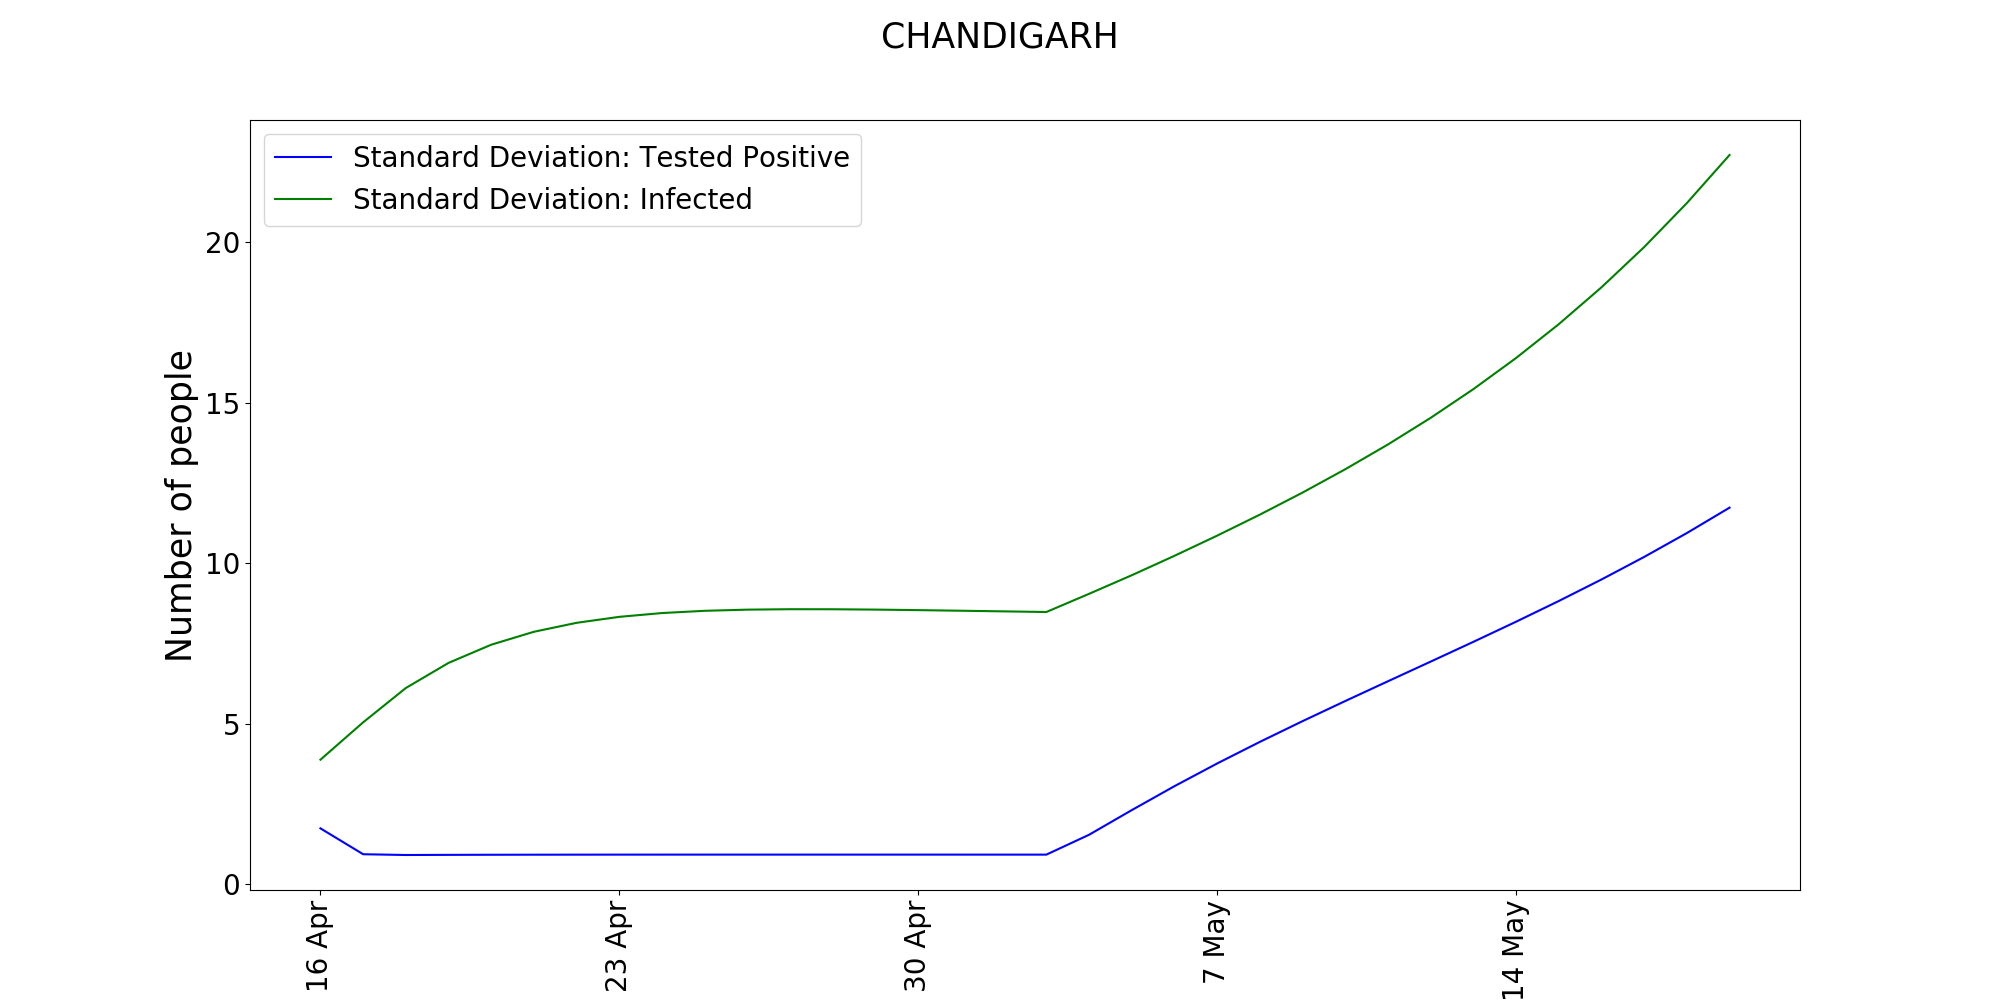 CHANDIGARH
Standard Deviation: Tested Positive
Standard Deviation: Infected
Number of people
20
15
10
5
0
16 Apr
23 Apr
30 Apr
7 May
14 May